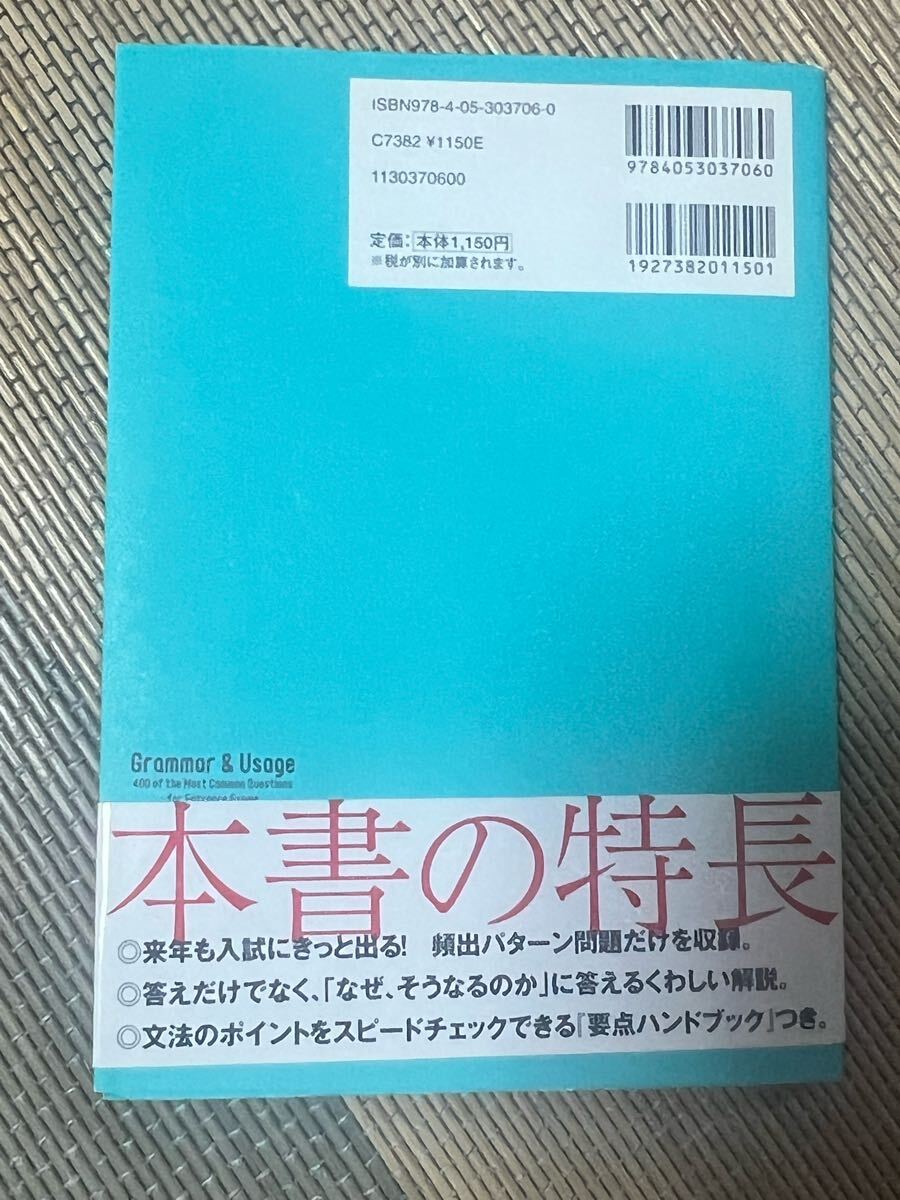 ISBN978-4-05-303706-0
C7382 ¥1150E
1130370600
定価：本体1,150円
※税が別に加算されます。
9784053037060
1927382011501
Grammar & Usage
400 of the Most Common Questions
for Entrance Exams
本書の特長
◎来年も入試にきっと出る！ 頻出パターン問題だけを収録。
◎答えだけでなく、「なぜ、そうなるのか」に答えるくわしい解説。
◎文法のポイントをスピードチェックできる『要点ハンドブック』つき。